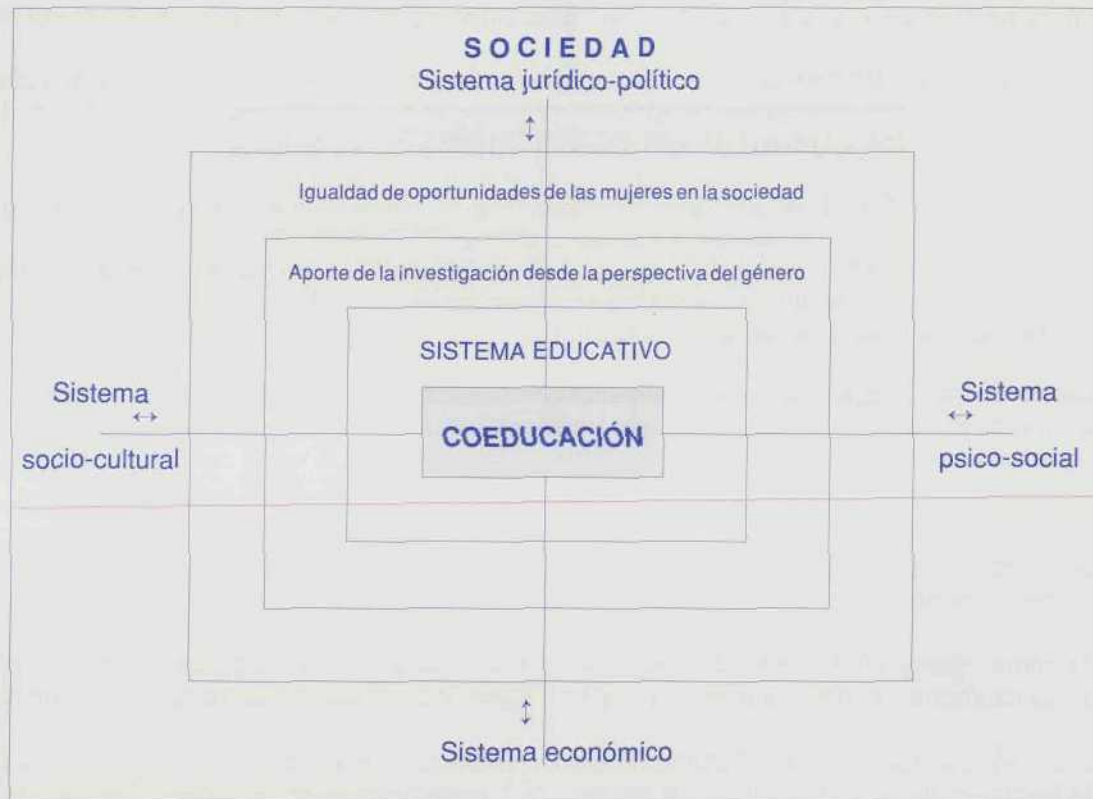 SOCIEDAD
Sistema jurídico-político
↕
Igualdad de oportunidades de las mujeres en la sociedad
Aporte de la investigación desde la perspectiva del género
SISTEMA EDUCATIVO
Sistema
↔
socio-cultural
COEDUCACIÓN
Sistema
↔
psico-social
↕
Sistema económico